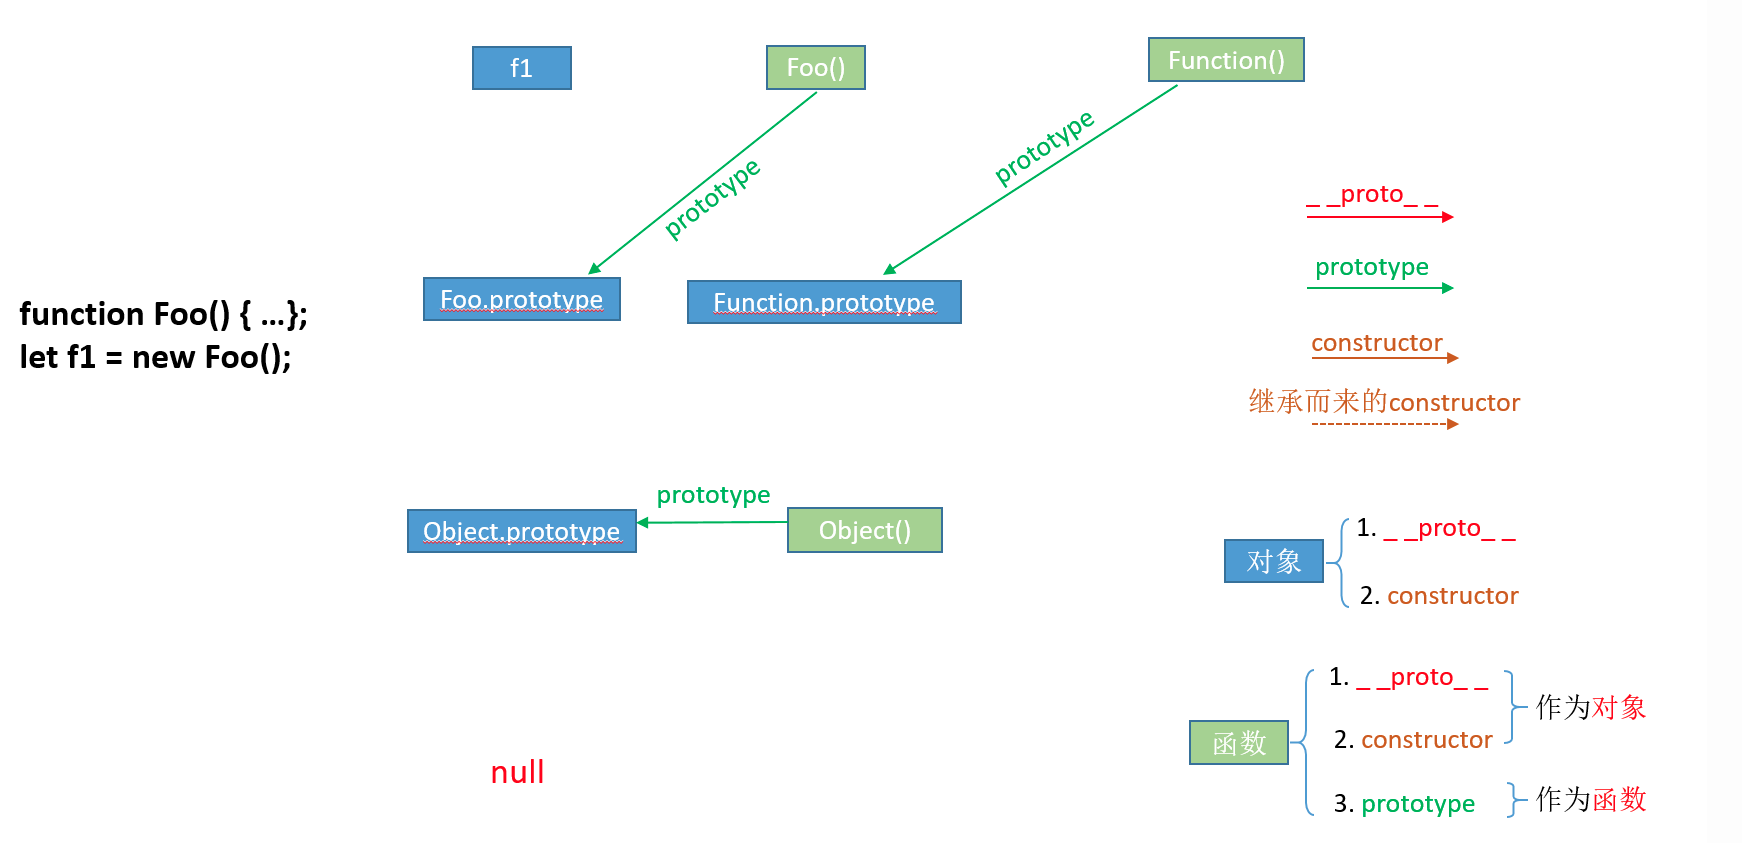 f1
Foo()
Function()
prototype
prototype
_ _proto_ _
prototype
Foo.prototype
Function.prototype
function Foo() { ...};
let f1 = new Foo();
constructor
继承而来的constructor
prototype
Object.prototype
Object()
对象
1. _ _proto_ _
2. constructor
函数
1. _ _proto_ _
2. constructor
作为对象
3. prototype
作为函数
null